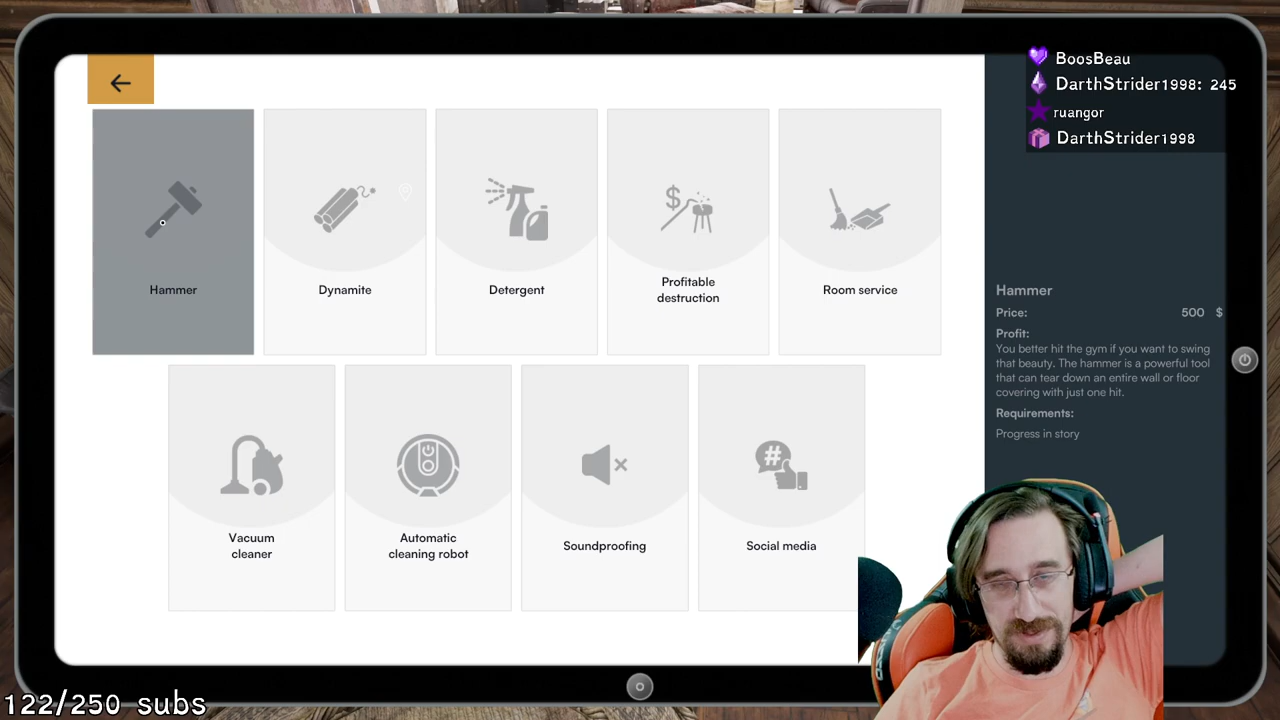 BoosBeau
DarthStrider1998: 245
ruangor
DarthStrider1998
Hammer
Dynamite
Detergent
Profitable
destruction
Room service
Vacuum
cleaner
Automatic
cleaning robot
Soundproofing
Social media
Hammer
Price: 500 $
Profit:
You better hit the gym if you want to swing
that beauty. The hammer is a powerful tool
that can tear down an entire wall or floor
covering with just one hit.
Requirements:
Progress in story
122/250 subs